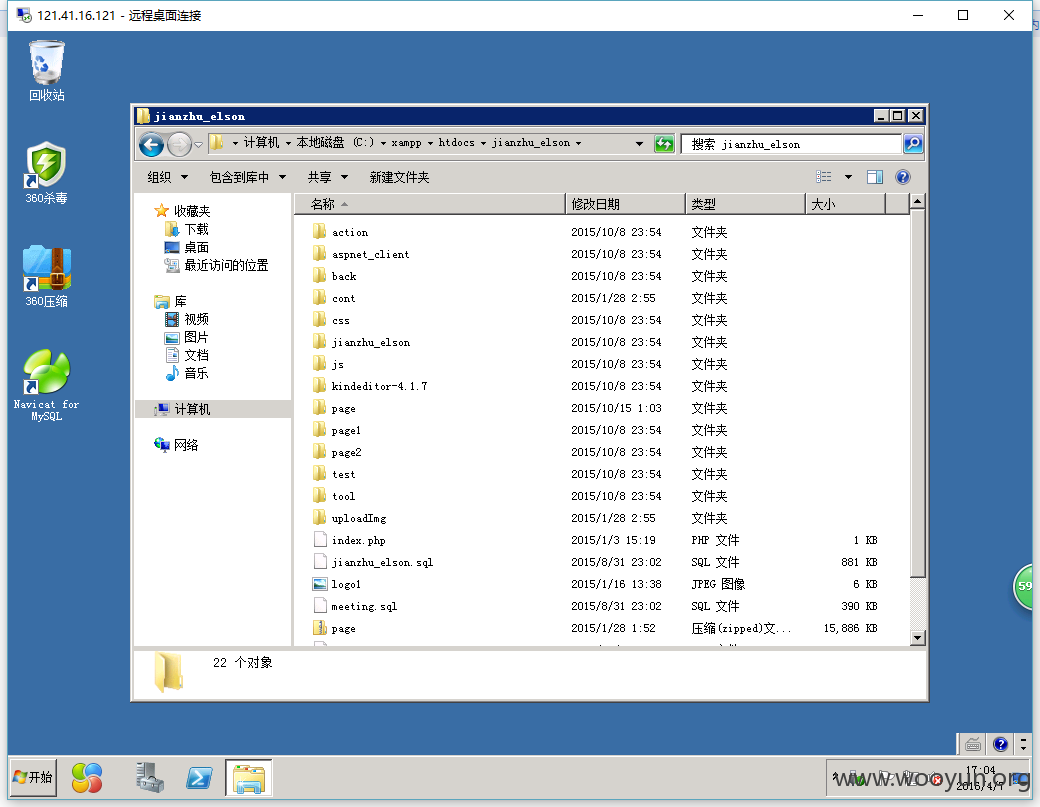 121.41.16.121 - 远程桌面连接
回收站
360杀毒
360压缩
Navicat for
MySQL
jianzhu_elson
计算机 本地磁盘 (C:) xampp htdocs jianzhu_elson
搜索 jianzhu_elson
组织 包含到库中 共享 新建文件夹
收藏夹
下载
桌面
最近访问的位置
库
视频
图片
文档
音乐
计算机
网络
名称 修改日期 类型 大小
action 2015/10/8 23:54 文件夹
aspnet_client 2015/10/8 23:54 文件夹
back 2015/10/8 23:54 文件夹
cont 2015/1/28 2:55 文件夹
css 2015/10/8 23:54 文件夹
jianzhu_elson 2015/10/8 23:54 文件夹
js 2015/10/8 23:54 文件夹
kindeditor-4.1.7 2015/10/8 23:54 文件夹
page 2015/10/15 1:03 文件夹
page1 2015/10/8 23:54 文件夹
page2 2015/10/8 23:54 文件夹
test 2015/10/8 23:54 文件夹
tool 2015/10/8 23:54 文件夹
uploadImg 2015/1/28 2:55 文件夹
index.php 2015/1/3 15:19 PHP 文件 1 KB
jianzhu_elson.sql 2015/8/31 23:02 SQL 文件 881 KB
logo1 2015/1/16 13:38 JPEG 图像 6 KB
meeting.sql 2015/8/31 23:02 SQL 文件 390 KB
page 2015/1/28 1:52 压缩(zipped)文... 15,886 KB
22 个对象
59
开始
17:04
2016/4/7
www.wooyun.org